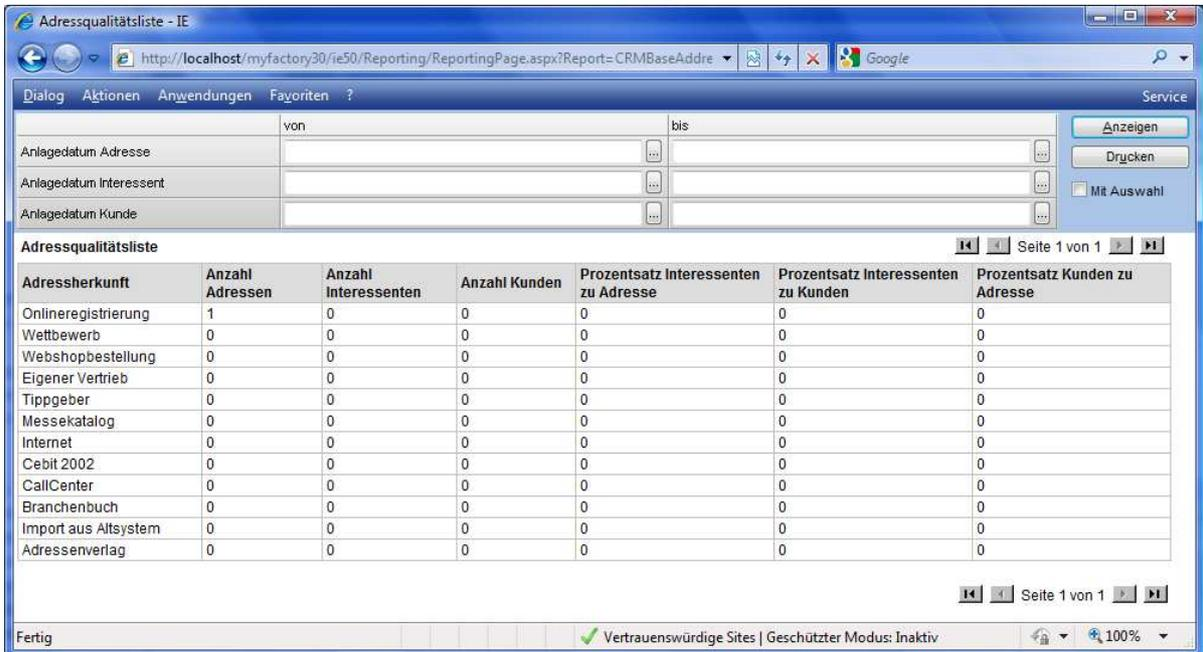 Adressqualitätsliste - IE
http://localhost/myfactory30/ie50/Reporting/ReportingPage.aspx?Report=CRMBaseAddre Google
Dialog Aktionen Anwendungen Favoriten ? Service
von bis Anzeigen
Anlagedatum Adresse ... ... Drucken
Anlagedatum Interessent ... ... Mit Auswahl
Anlagedatum Kunde ... ...
Adressqualitätsliste Seite 1 von 1
Adressherkunft Anzahl Adressen Anzahl Interessenten Anzahl Kunden Prozentsatz Interessenten zu Adresse Prozentsatz Interessenten zu Kunden Prozentsatz Kunden zu Adresse
Onlineregistrierung 1 0 0 0 0 0
Wettbewerb 0 0 0 0 0 0
Webshopbestellung 0 0 0 0 0 0
Eigener Vertrieb 0 0 0 0 0 0
Tippgeber 0 0 0 0 0 0
Messekatalog 0 0 0 0 0 0
Internet 0 0 0 0 0 0
Cebit 2002 0 0 0 0 0 0
CallCenter 0 0 0 0 0 0
Branchenbuch 0 0 0 0 0 0
Import aus Altsystem 0 0 0 0 0 0
Adressenverlag 0 0 0 0 0 0
Seite 1 von 1
Fertig Vertrauenswürdige Sites | Geschützter Modus: Inaktiv 100%